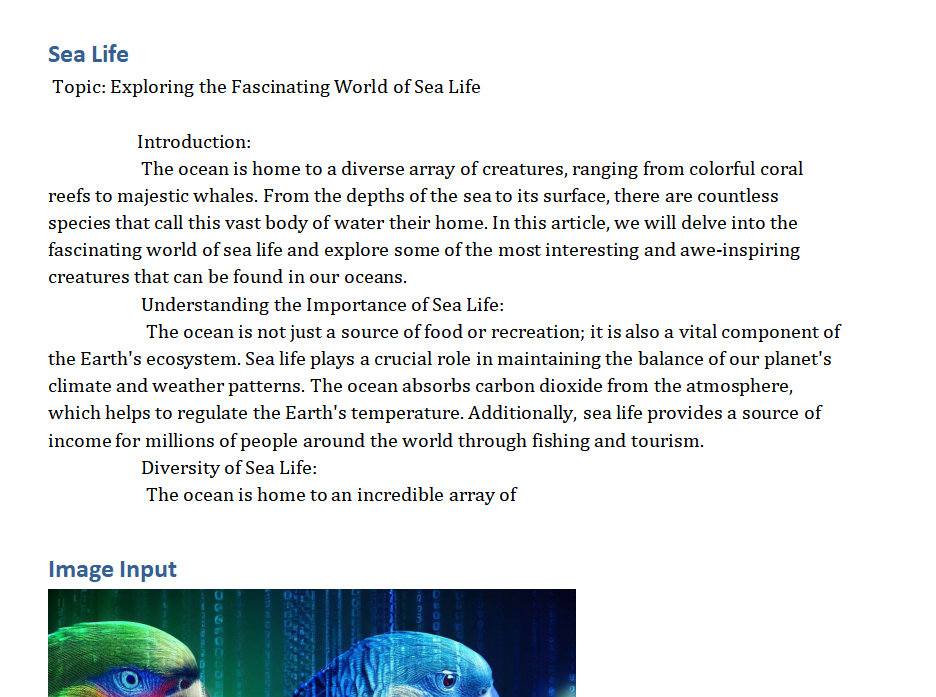 Sea Life
Topic: Exploring the Fascinating World of Sea Life
Introduction:
The ocean is home to a diverse array of creatures, ranging from colorful coral
reefs to majestic whales. From the depths of the sea to its surface, there are countless
species that call this vast body of water their home. In this article, we will delve into the
fascinating world of sea life and explore some of the most interesting and awe-inspiring
creatures that can be found in our oceans.
Understanding the Importance of Sea Life:
The ocean is not just a source of food or recreation; it is also a vital component of
the Earth's ecosystem. Sea life plays a crucial role in maintaining the balance of our planet's
climate and weather patterns. The ocean absorbs carbon dioxide from the atmosphere,
which helps to regulate the Earth's temperature. Additionally, sea life provides a source of
income for millions of people around the world through fishing and tourism.
Diversity of Sea Life:
The ocean is home to an incredible array of
Image Input